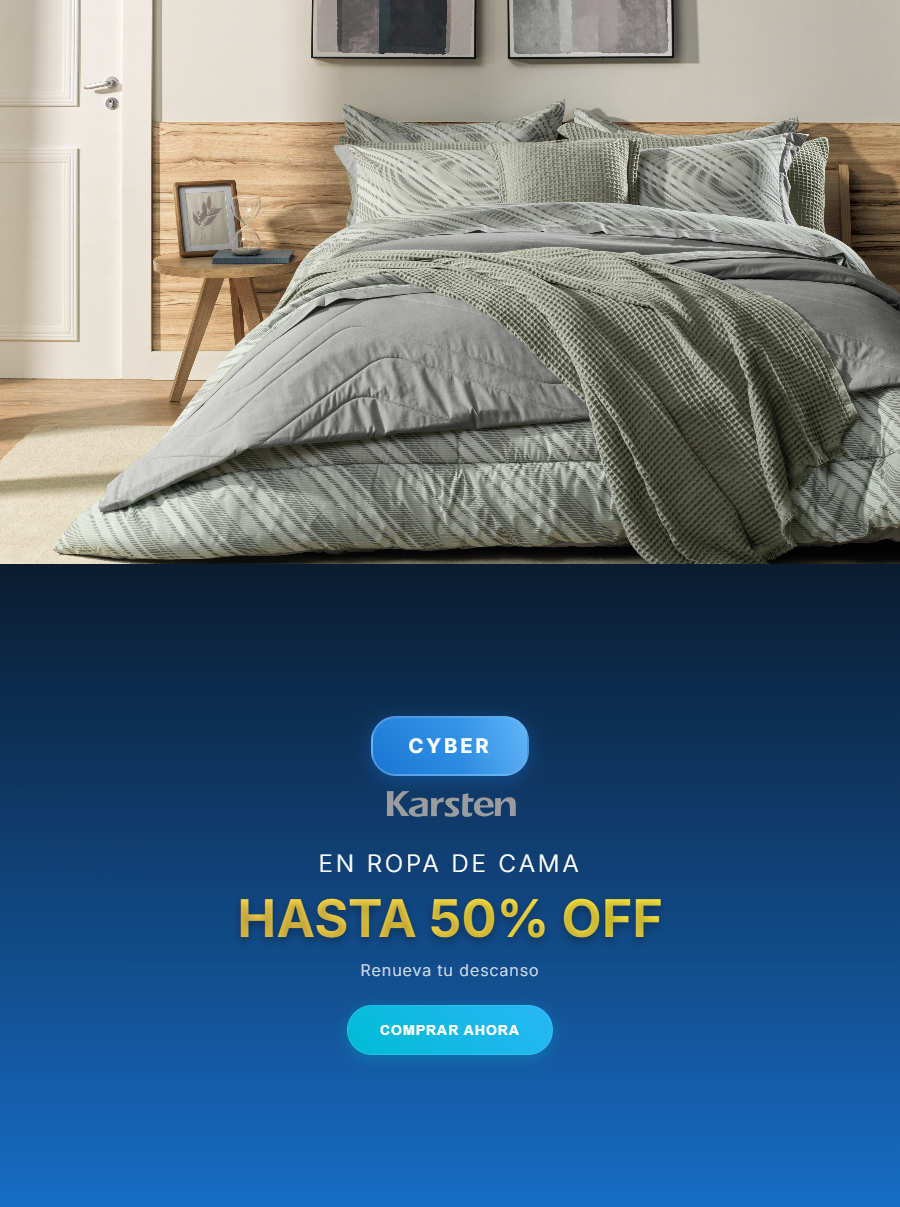 CYBER
Karsten
EN ROPA DE CAMA
HASTA 50% OFF
Renueva tu descanso
COMPRAR AHORA